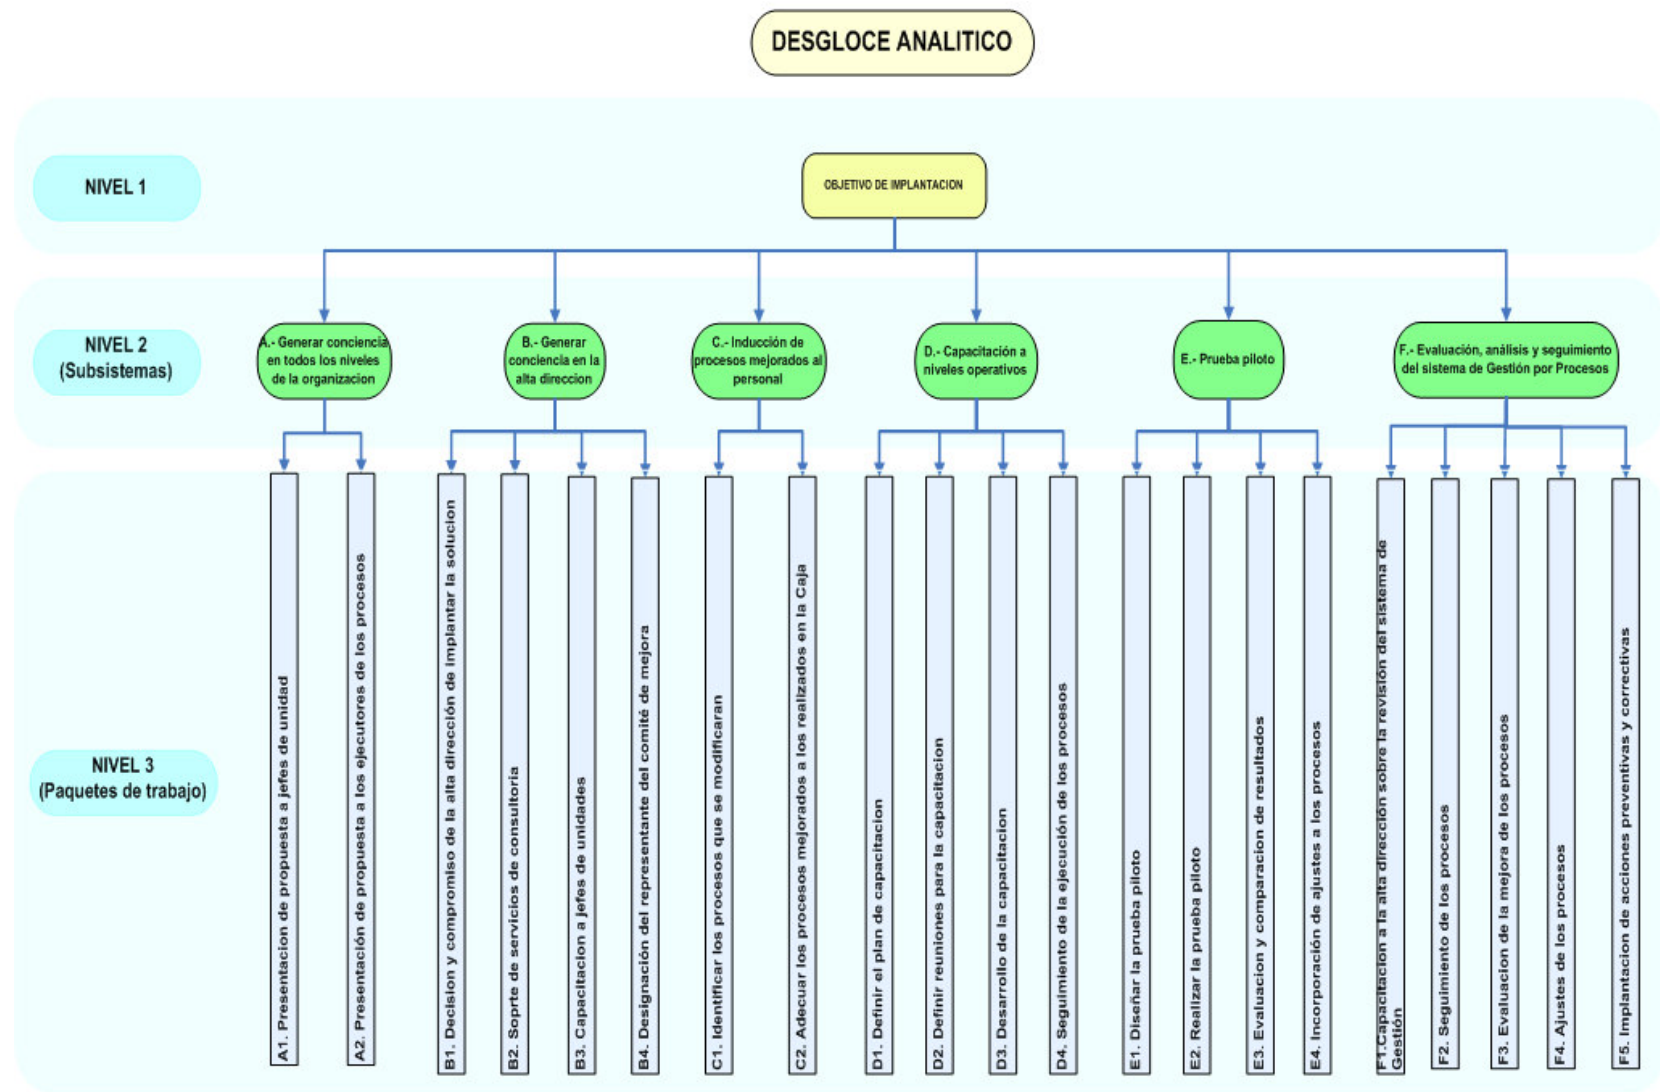 DESGLOCE ANALITICO
NIVEL 1
OBJETIVO DE IMPLANTACION
NIVEL 2
(Subsistemas)
A.- Generar conciencia
en todos los niveles
de la organizacion
B.- Generar
conciencia en la
alta direccion
C.- Inducción de
procesos mejorados al
personal
D.- Capacitación a
niveles operativos
E.- Prueba piloto
F.- Evaluación, análisis y seguimiento
del sistema de Gestión por Procesos
NIVEL 3
(Paquetes de trabajo)
A1. Presentacion de propuesta a jefes de unidad
A2. Presentación de propuesta a los ejecutores de los procesos
B1. Decision y compromiso de la alta dirección de implantar la solucion
B2. Soprte de servicios de consultoria
B3. Capacitacion a jefes de unidades
B4. Designación del representante del comité de mejora
C1. Identificar los procesos que se modificaran
C2. Adecuar los procesos mejorados a los realizados en la Caja
D1. Definir el plan de capacitacion
D2. Definir reuniones para la capacitacion
D3. Desarrollo de la capacitacion
D4. Seguimiento de la ejecución de los procesos
E1. Diseñar la prueba piloto
E2. Realizar la prueba piloto
E3. Evaluacion y comparacion de resultados
E4. Incorporación de ajustes a los procesos
F1.Capacitacion a la alta dirección sobre la revisión del sistema de
Gestión
F2. Seguimiento de los procesos
F3. Evaluacion de la mejora de los procesos
F4. Ajustes de los procesos
F5. Implantacion de acciones preventivas y correctivas